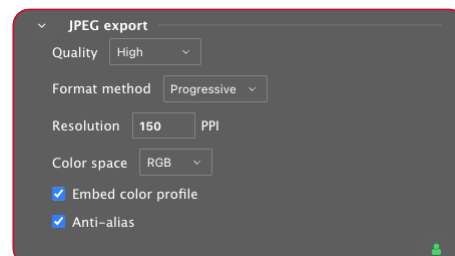 JPEG export
Quality High
Format method Progressive
Resolution 150 PPI
Color space RGB
Embed color profile
Anti-alias